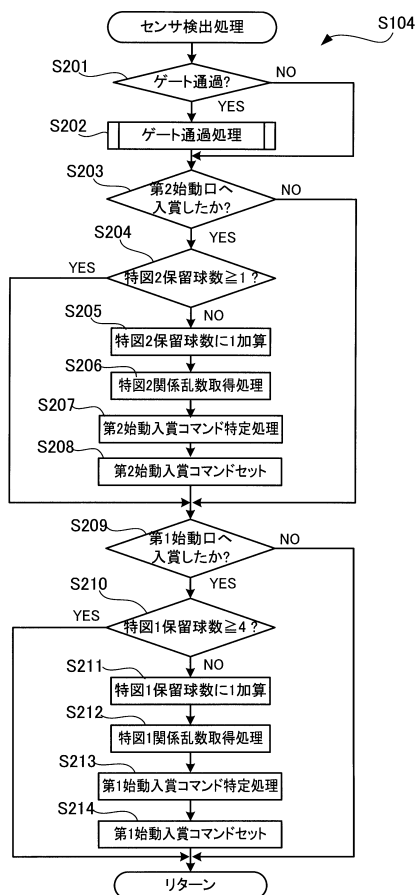 センサ検出処理
S104
S201
ゲート通過?
NO
YES
S202
ゲート通過処理
S203
第2始動口へ
入賞したか?
NO
YES
S204
YES
特図2保留球数≧1?
NO
S205
特図2保留球数に1加算
S206
特図2関係乱数取得処理
S207
第2始動入賞コマンド特定処理
S208
第2始動入賞コマンドセット
S209
第1始動口へ
入賞したか?
NO
YES
S210
YES
特図1保留球数≧4?
NO
S211
特図1保留球数に1加算
S212
特図1関係乱数取得処理
S213
第1始動入賞コマンド特定処理
S214
第1始動入賞コマンドセット
リターン